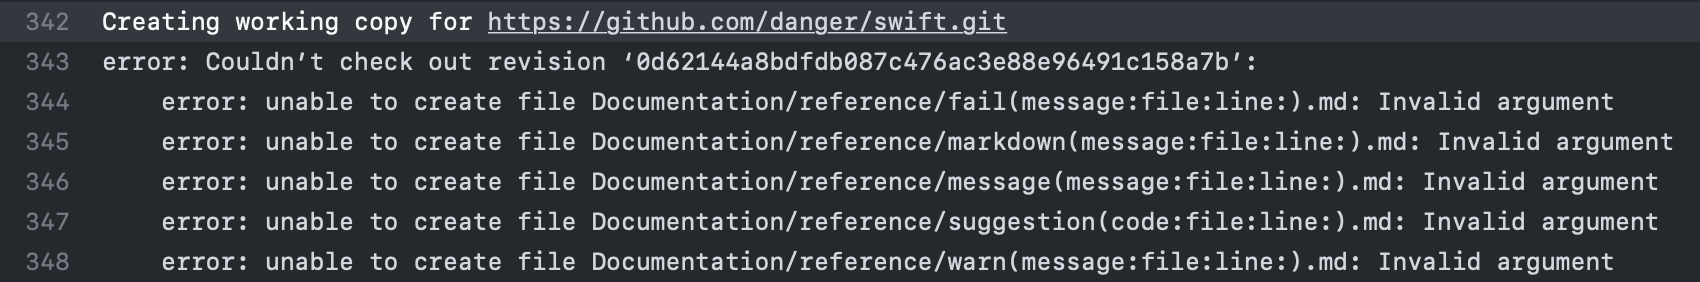 342 Creating working copy for https://github.com/danger/swift.git
343 error: Couldn’t check out revision ‘0d62144a8bdfdb087c476ac3e88e96491c158a7b’:
344 error: unable to create file Documentation/reference/fail(message:file:line:).md: Invalid argument
345 error: unable to create file Documentation/reference/markdown(message:file:line:).md: Invalid argument
346 error: unable to create file Documentation/reference/message(message:file:line:).md: Invalid argument
347 error: unable to create file Documentation/reference/suggestion(code:file:line:).md: Invalid argument
348 error: unable to create file Documentation/reference/warn(message:file:line:).md: Invalid argument